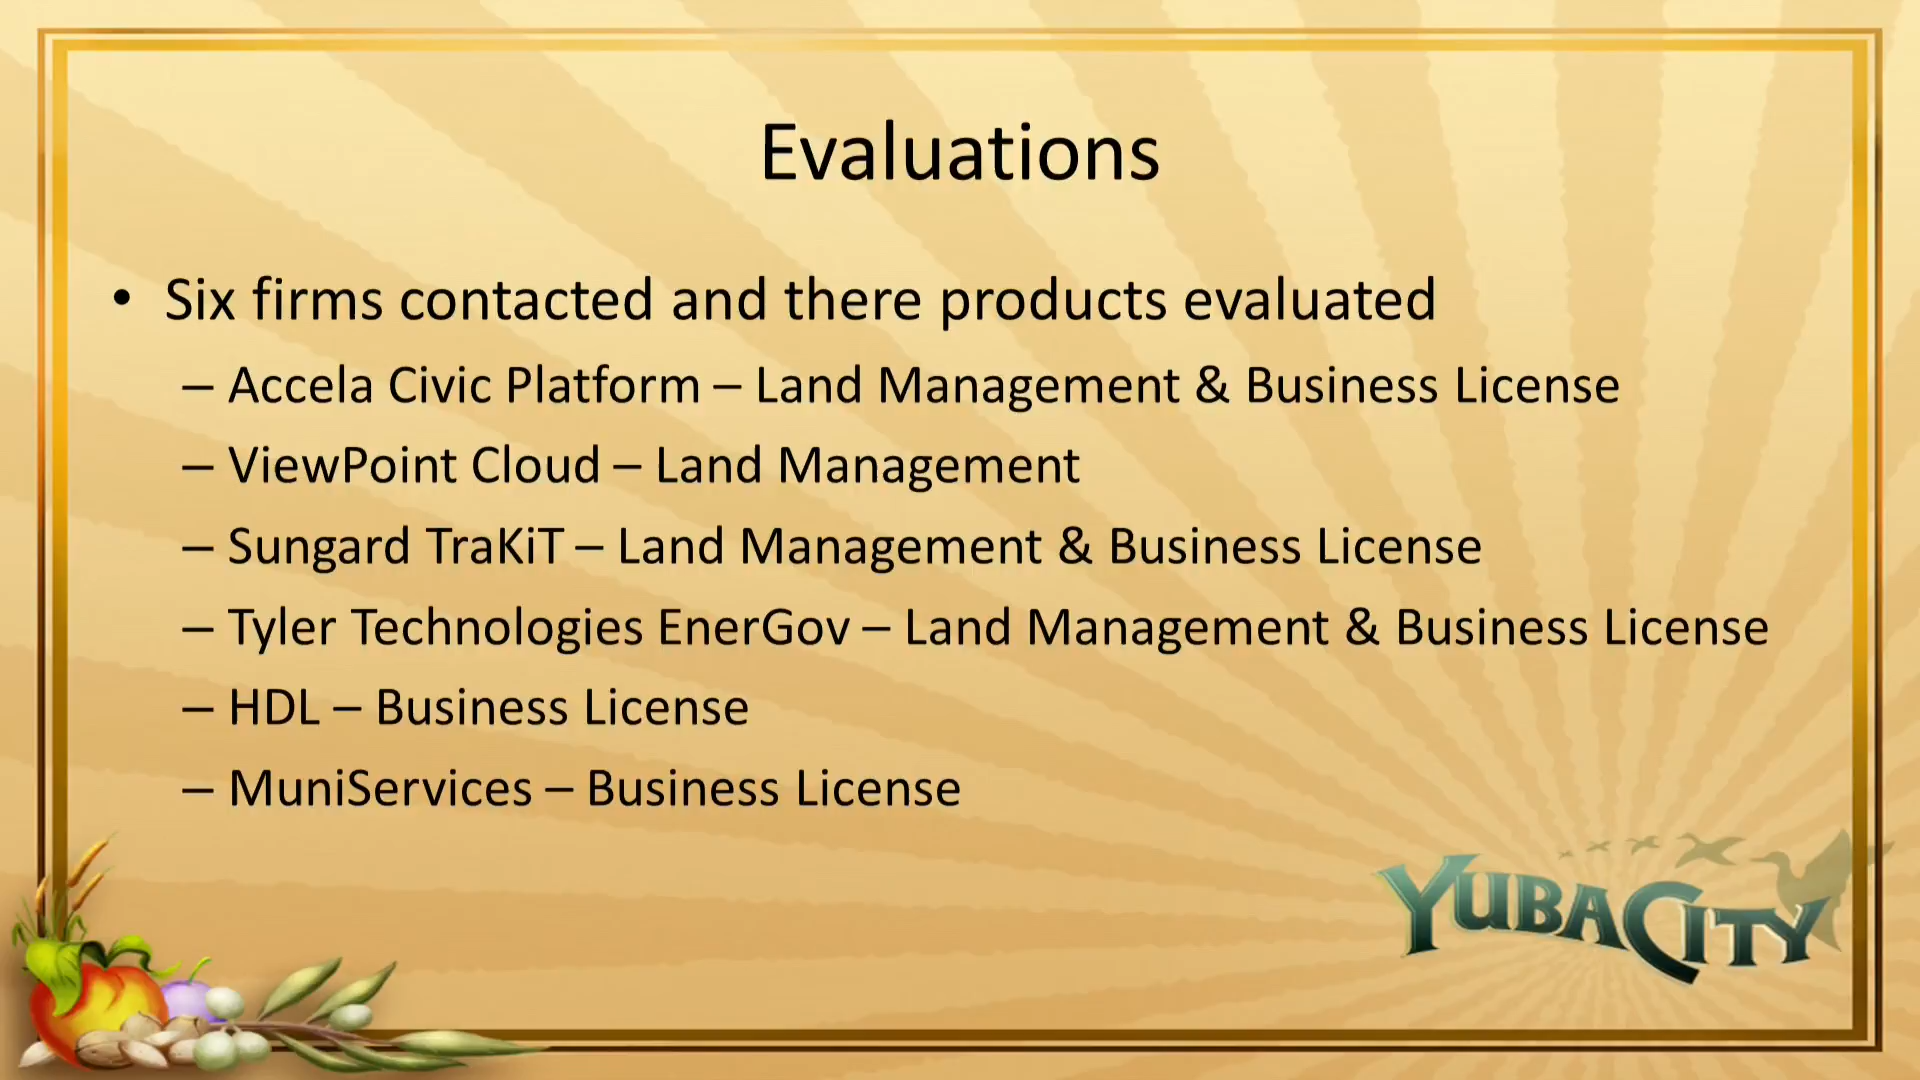 Evaluations
• Six firms contacted and there products evaluated
– Accela Civic Platform – Land Management & Business License
– ViewPoint Cloud – Land Management
– Sungard TraKiT – Land Management & Business License
– Tyler Technologies EnerGov – Land Management & Business License
– HDL – Business License
– MuniServices – Business License
YUBA CITY